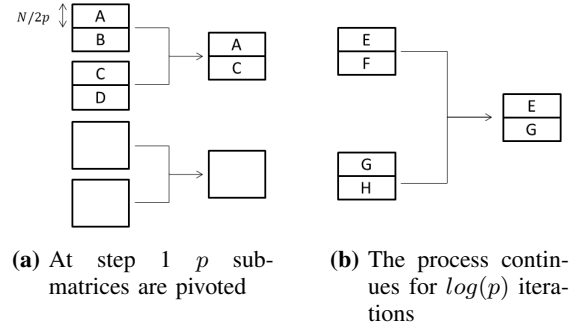 N/2p
A
B
C
D
A
C
E
F
G
H
E
G
(a) At step 1 p sub-
matrices are pivoted
(b) The process contin-
ues for log(p) itera-
tions